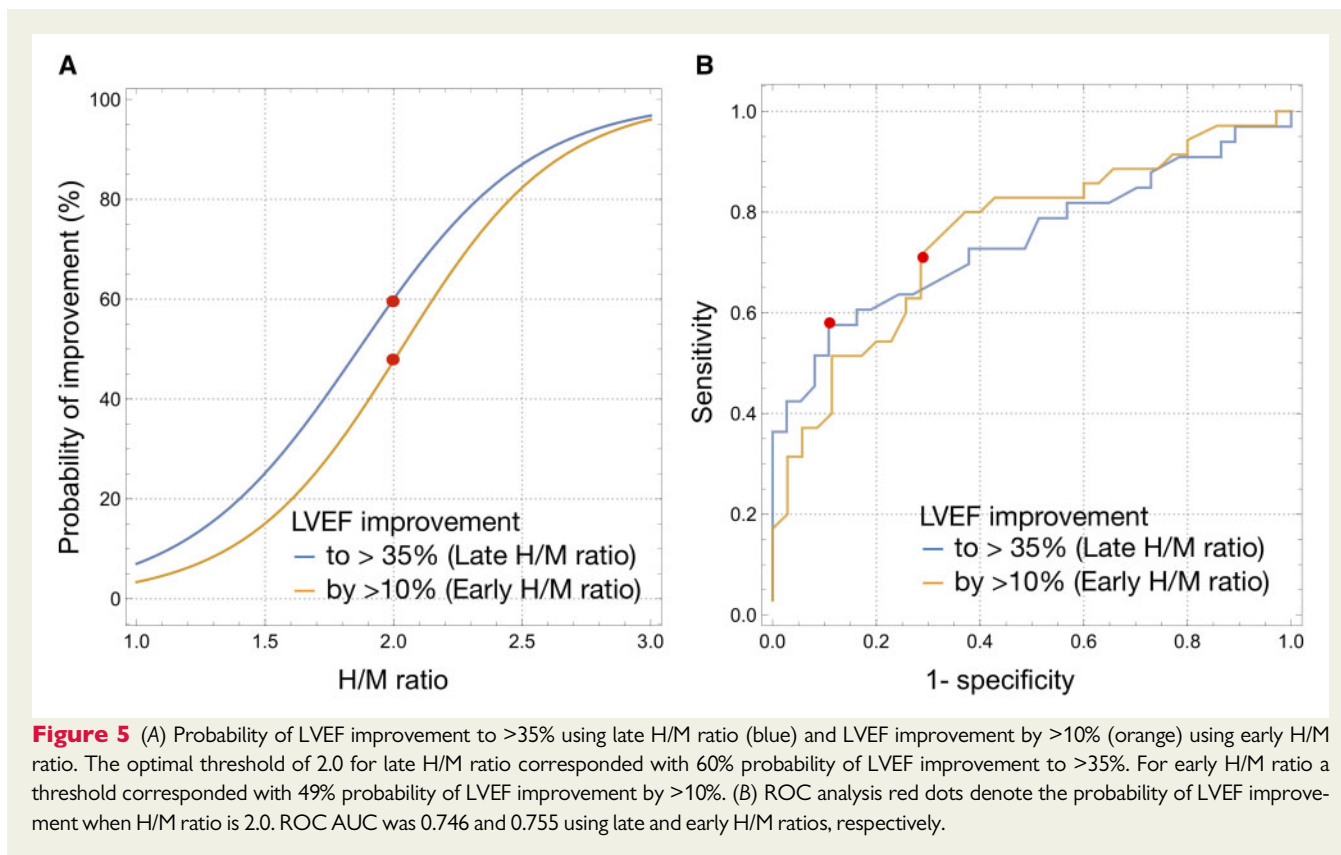 A
B
100
80
60
40
20
0
Probability of improvement (%)
1.0
1.5
2.0
2.5
3.0
H/M ratio
LVEF improvement
to > 35% (Late H/M ratio)
by >10% (Early H/M ratio)
1.0
0.8
0.6
0.4
0.2
0.0
Sensitivity
0.0
0.2
0.4
0.6
0.8
1.0
1- specificity
LVEF improvement
to > 35% (Late H/M ratio)
by >10% (Early H/M ratio)
Figure 5 (A) Probability of LVEF improvement to >35% using late H/M ratio (blue) and LVEF improvement by >10% (orange) using early H/M
ratio. The optimal threshold of 2.0 for late H/M ratio corresponded with 60% probability of LVEF improvement to >35%. For early H/M ratio a
threshold corresponded with 49% probability of LVEF improvement by >10%. (B) ROC analysis red dots denote the probability of LVEF improve-
ment when H/M ratio is 2.0. ROC AUC was 0.746 and 0.755 using late and early H/M ratios, respectively.